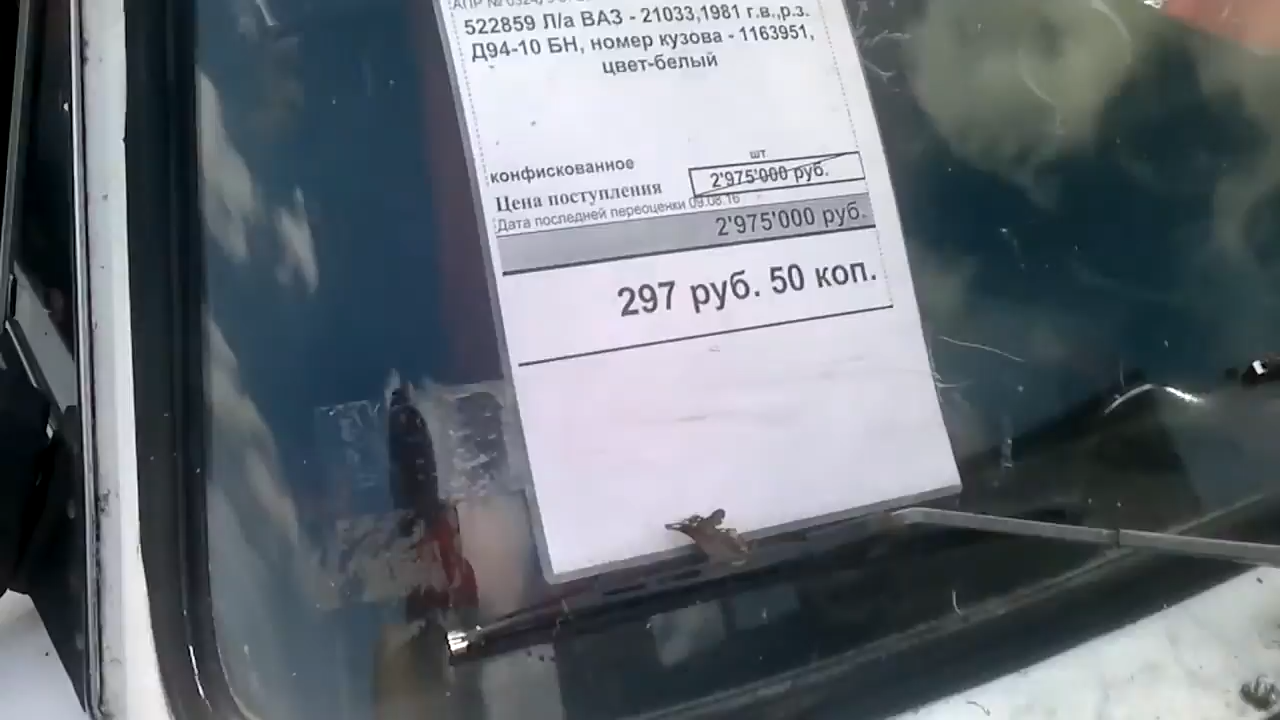 522859 Л/а ВАЗ - 21033,1981 г.в.,р.з.
Д94-10 БН, номер кузова - 1163951,
цвет-белый
шт
конфискованное
2'975'000 руб.
Цена поступления
Дата последней переоценки 09.08.16
2'975'000 руб.
297 руб. 50 коп.